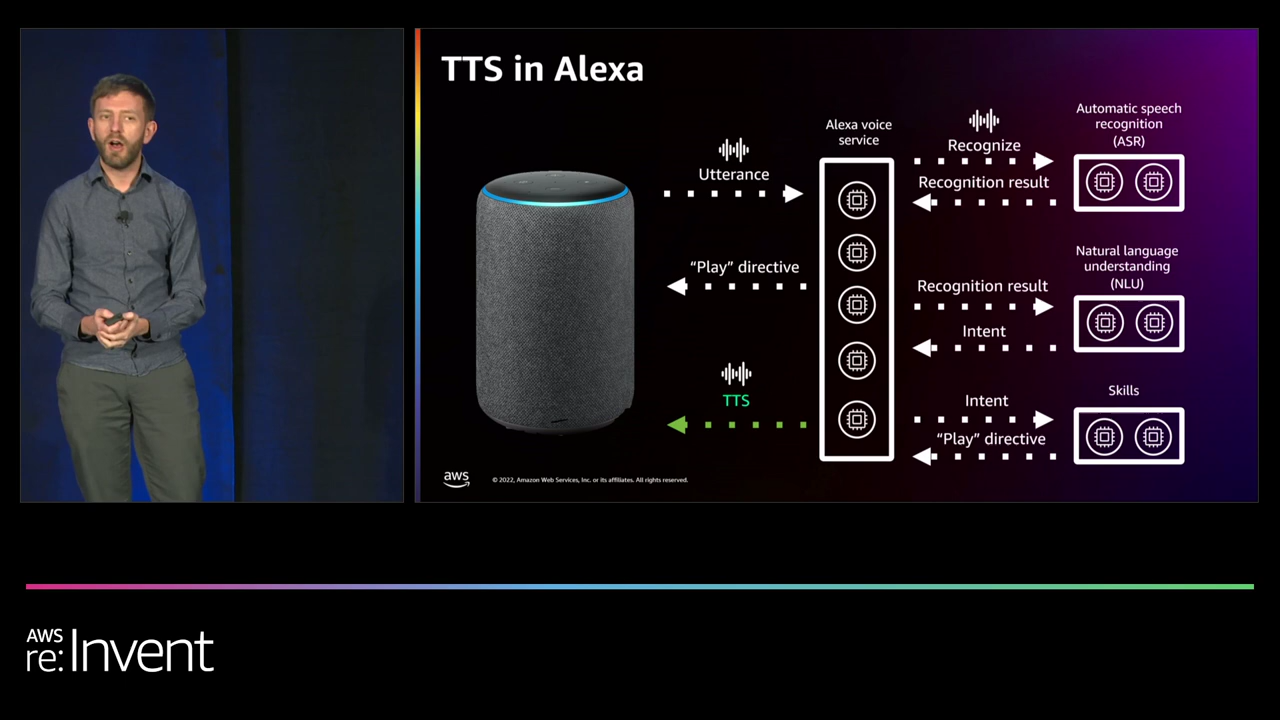 TTS in Alexa
Utterance
“Play” directive
TTS
Alexa voice
service
Recognize
Recognition result
Automatic speech
recognition
(ASR)
Recognition result
Intent
Natural language
understanding
(NLU)
Intent
“Play” directive
Skills
aws
© 2022, Amazon Web Services, Inc. or its affiliates. All rights reserved.
AWS
re:Invent